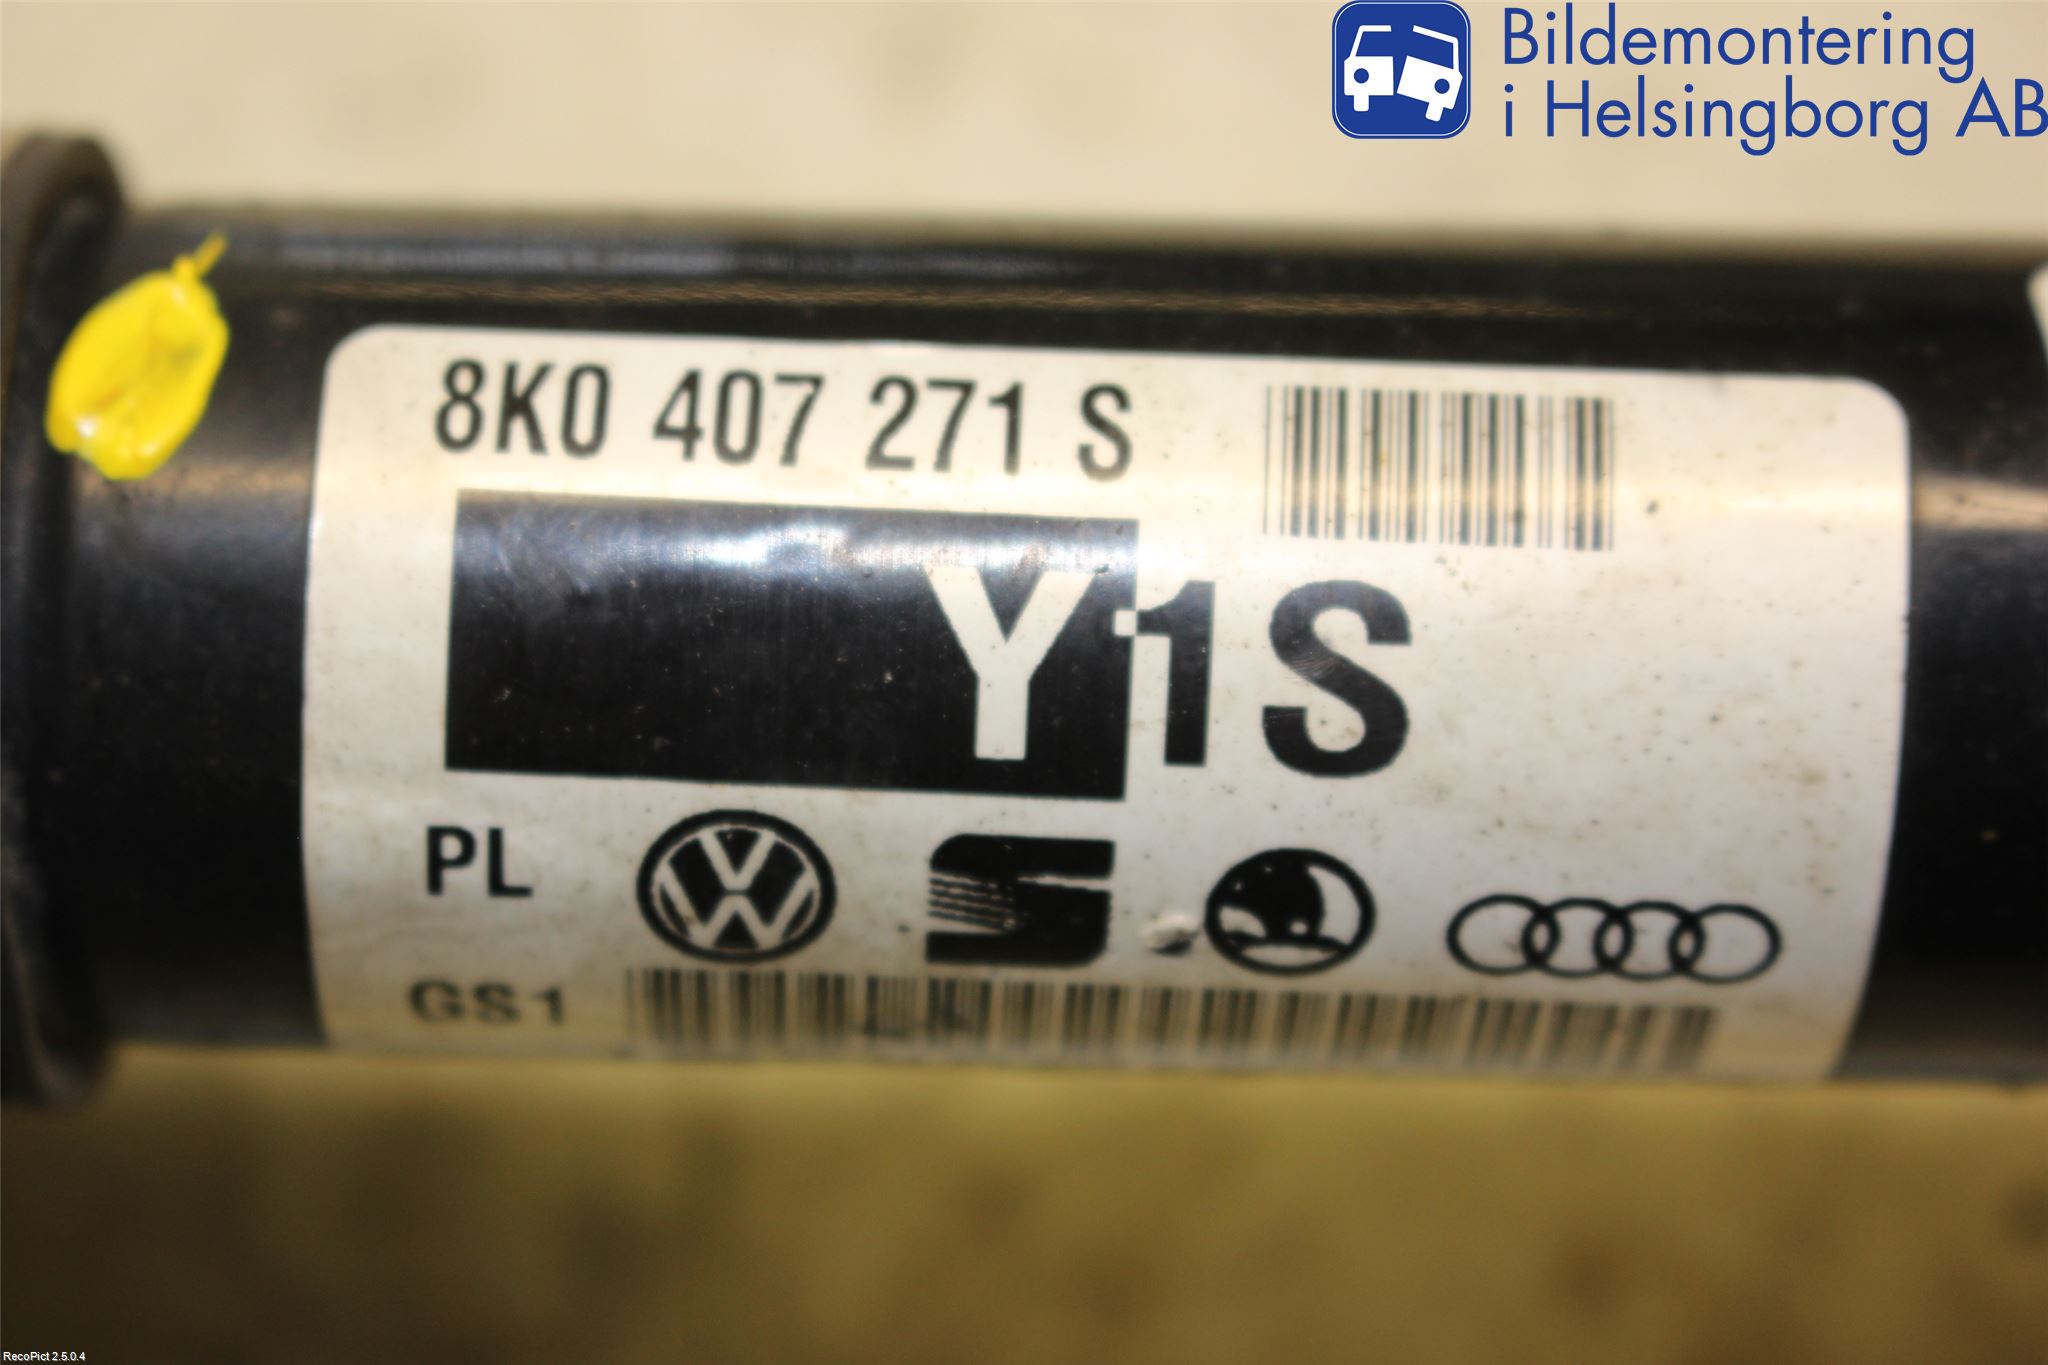 Bildemontering
i Helsingborg AB
8K0 407 271 S
Y1S
PL
GS1
RecoPict 2.5.0.4